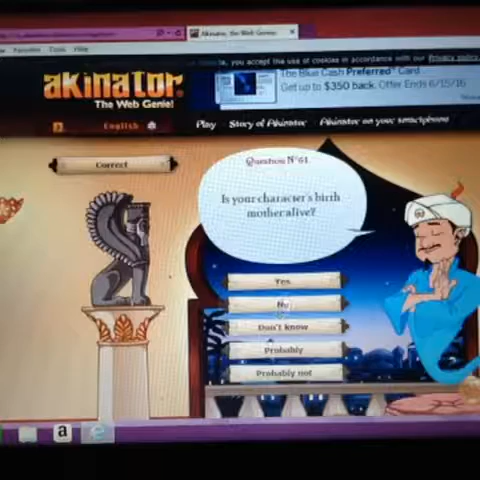 Akinator, the Web Genie
Favorites Tools Help
, you accept the use of cookies in accordance with our Privacy
akinator.
The Web Genie!
The Blue Cash Preferred® Card
Get up to $350 back. Offer Ends 6/15/16
English
Play
Story of Akinator
Akinator on your smartphone
Correct
Question N°61
Is your character's birth
mother alive?
Yes
No
Don't know
Probably
Probably not
a